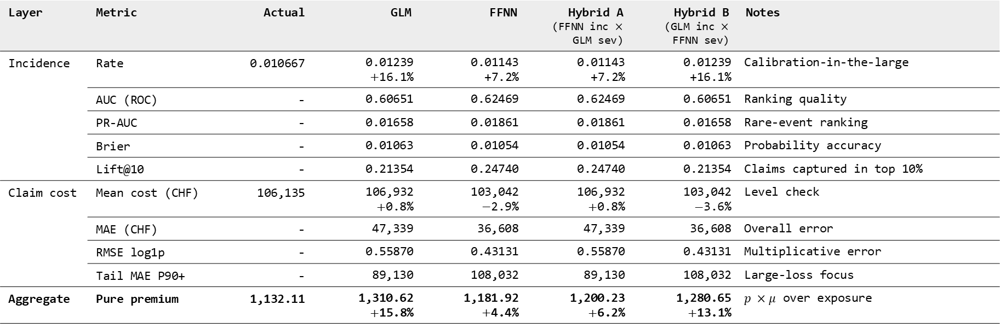 Layer Metric Actual GLM FFNN Hybrid A Hybrid B Notes
(FFNN inc × (GLM inc ×
GLM sev) FFNN sev)
Incidence Rate 0.010667 0.01239 0.01143 0.01143 0.01239 Calibration-in-the-large
+16.1% +7.2% +7.2% +16.1%
AUC (ROC) - 0.60651 0.62469 0.62469 0.60651 Ranking quality
PR-AUC - 0.01658 0.01861 0.01861 0.01658 Rare-event ranking
Brier - 0.01063 0.01054 0.01054 0.01063 Probability accuracy
Lift@10 - 0.21354 0.24740 0.24740 0.21354 Claims captured in top 10%
Claim cost Mean cost (CHF) 106,135 106,932 103,042 106,932 103,042 Level check
+0.8% −2.9% +0.8% −3.6%
MAE (CHF) - 47,339 36,608 47,339 36,608 Overall error
RMSE log1p - 0.55870 0.43131 0.55870 0.43131 Multiplicative error
Tail MAE P90+ - 89,130 108,032 89,130 108,032 Large-loss focus
Aggregate Pure premium 1,132.11 1,310.62 1,181.92 1,200.23 1,280.65 p × μ over exposure
+15.8% +4.4% +6.2% +13.1%